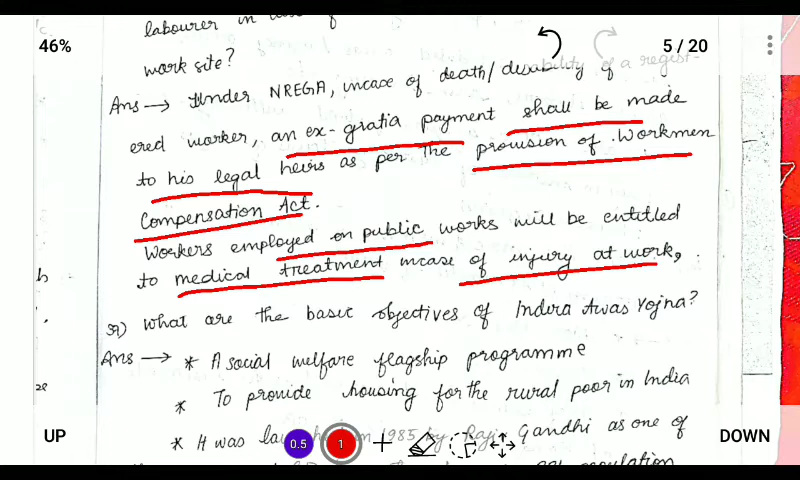 labourer in
46%
5 / 20
work site?
Ans → Under NREGA, incase of death/disability of a regist-
ered worker, an ex-gratia payment shall be made
to his legal heirs as per the provision of Workmen
Compensation Act.
Workers employed on public works will be entitled
to medical treatment incase of injury at work,
What are the basic objectives of Indira Awas Yojna?
Ans → * A social welfare flagship programme
* To provide housing for the rural poor in India
UP
DOWN
* It was in 1985 by Rajiv Gandhi as one of
0.5
1
population